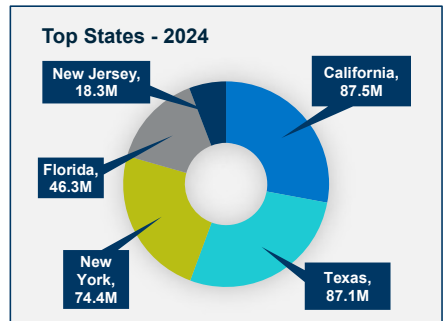 Top States - 2024
New Jersey,
18.3M
California,
87.5M
Florida,
46.3M
New
York,
74.4M
Texas,
87.1M